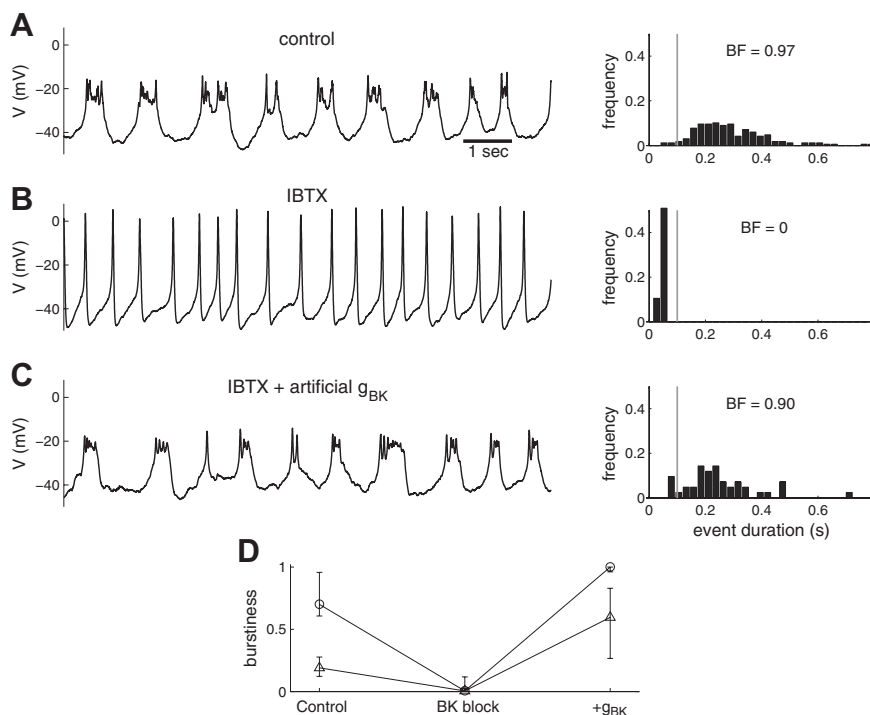 A
control
V (mV)
0
−20
−40
1 sec
frequency
0.4
0.2
0
BF = 0.97
0 0.2 0.4 0.6
B
IBTX
V (mV)
0
−20
−40
frequency
0.4
0.2
0
BF = 0
0 0.2 0.4 0.6
C
IBTX + artificial gBK
V (mV)
0
−20
−40
frequency
0.4
0.2
0
BF = 0.90
0 0.2 0.4 0.6
event duration (s)
D
burstiness
1
0.5
0
Control BK block +gBK